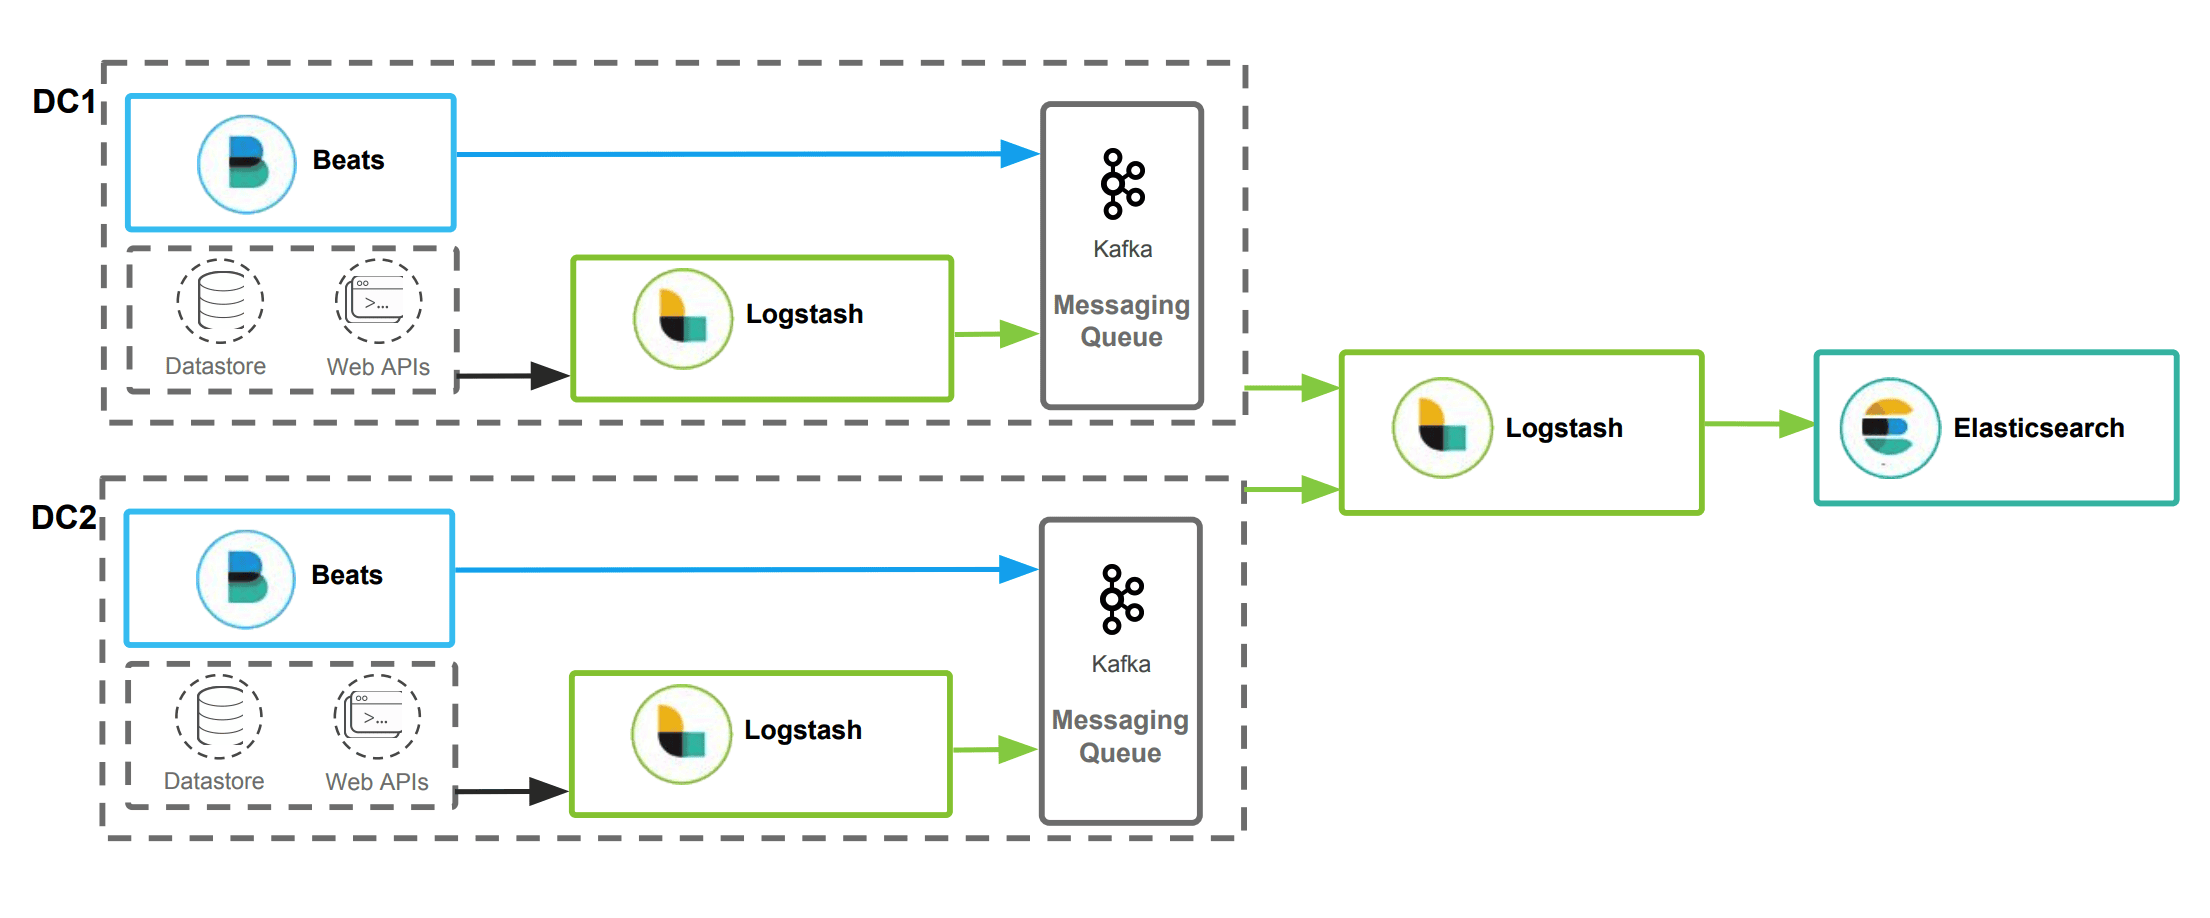 DC1
Beats
Kafka
Messaging
Queue
Datastore
Web APIs
>_...
Logstash
DC2
Beats
Kafka
Messaging
Queue
Datastore
Web APIs
>_...
Logstash
Logstash
Elasticsearch